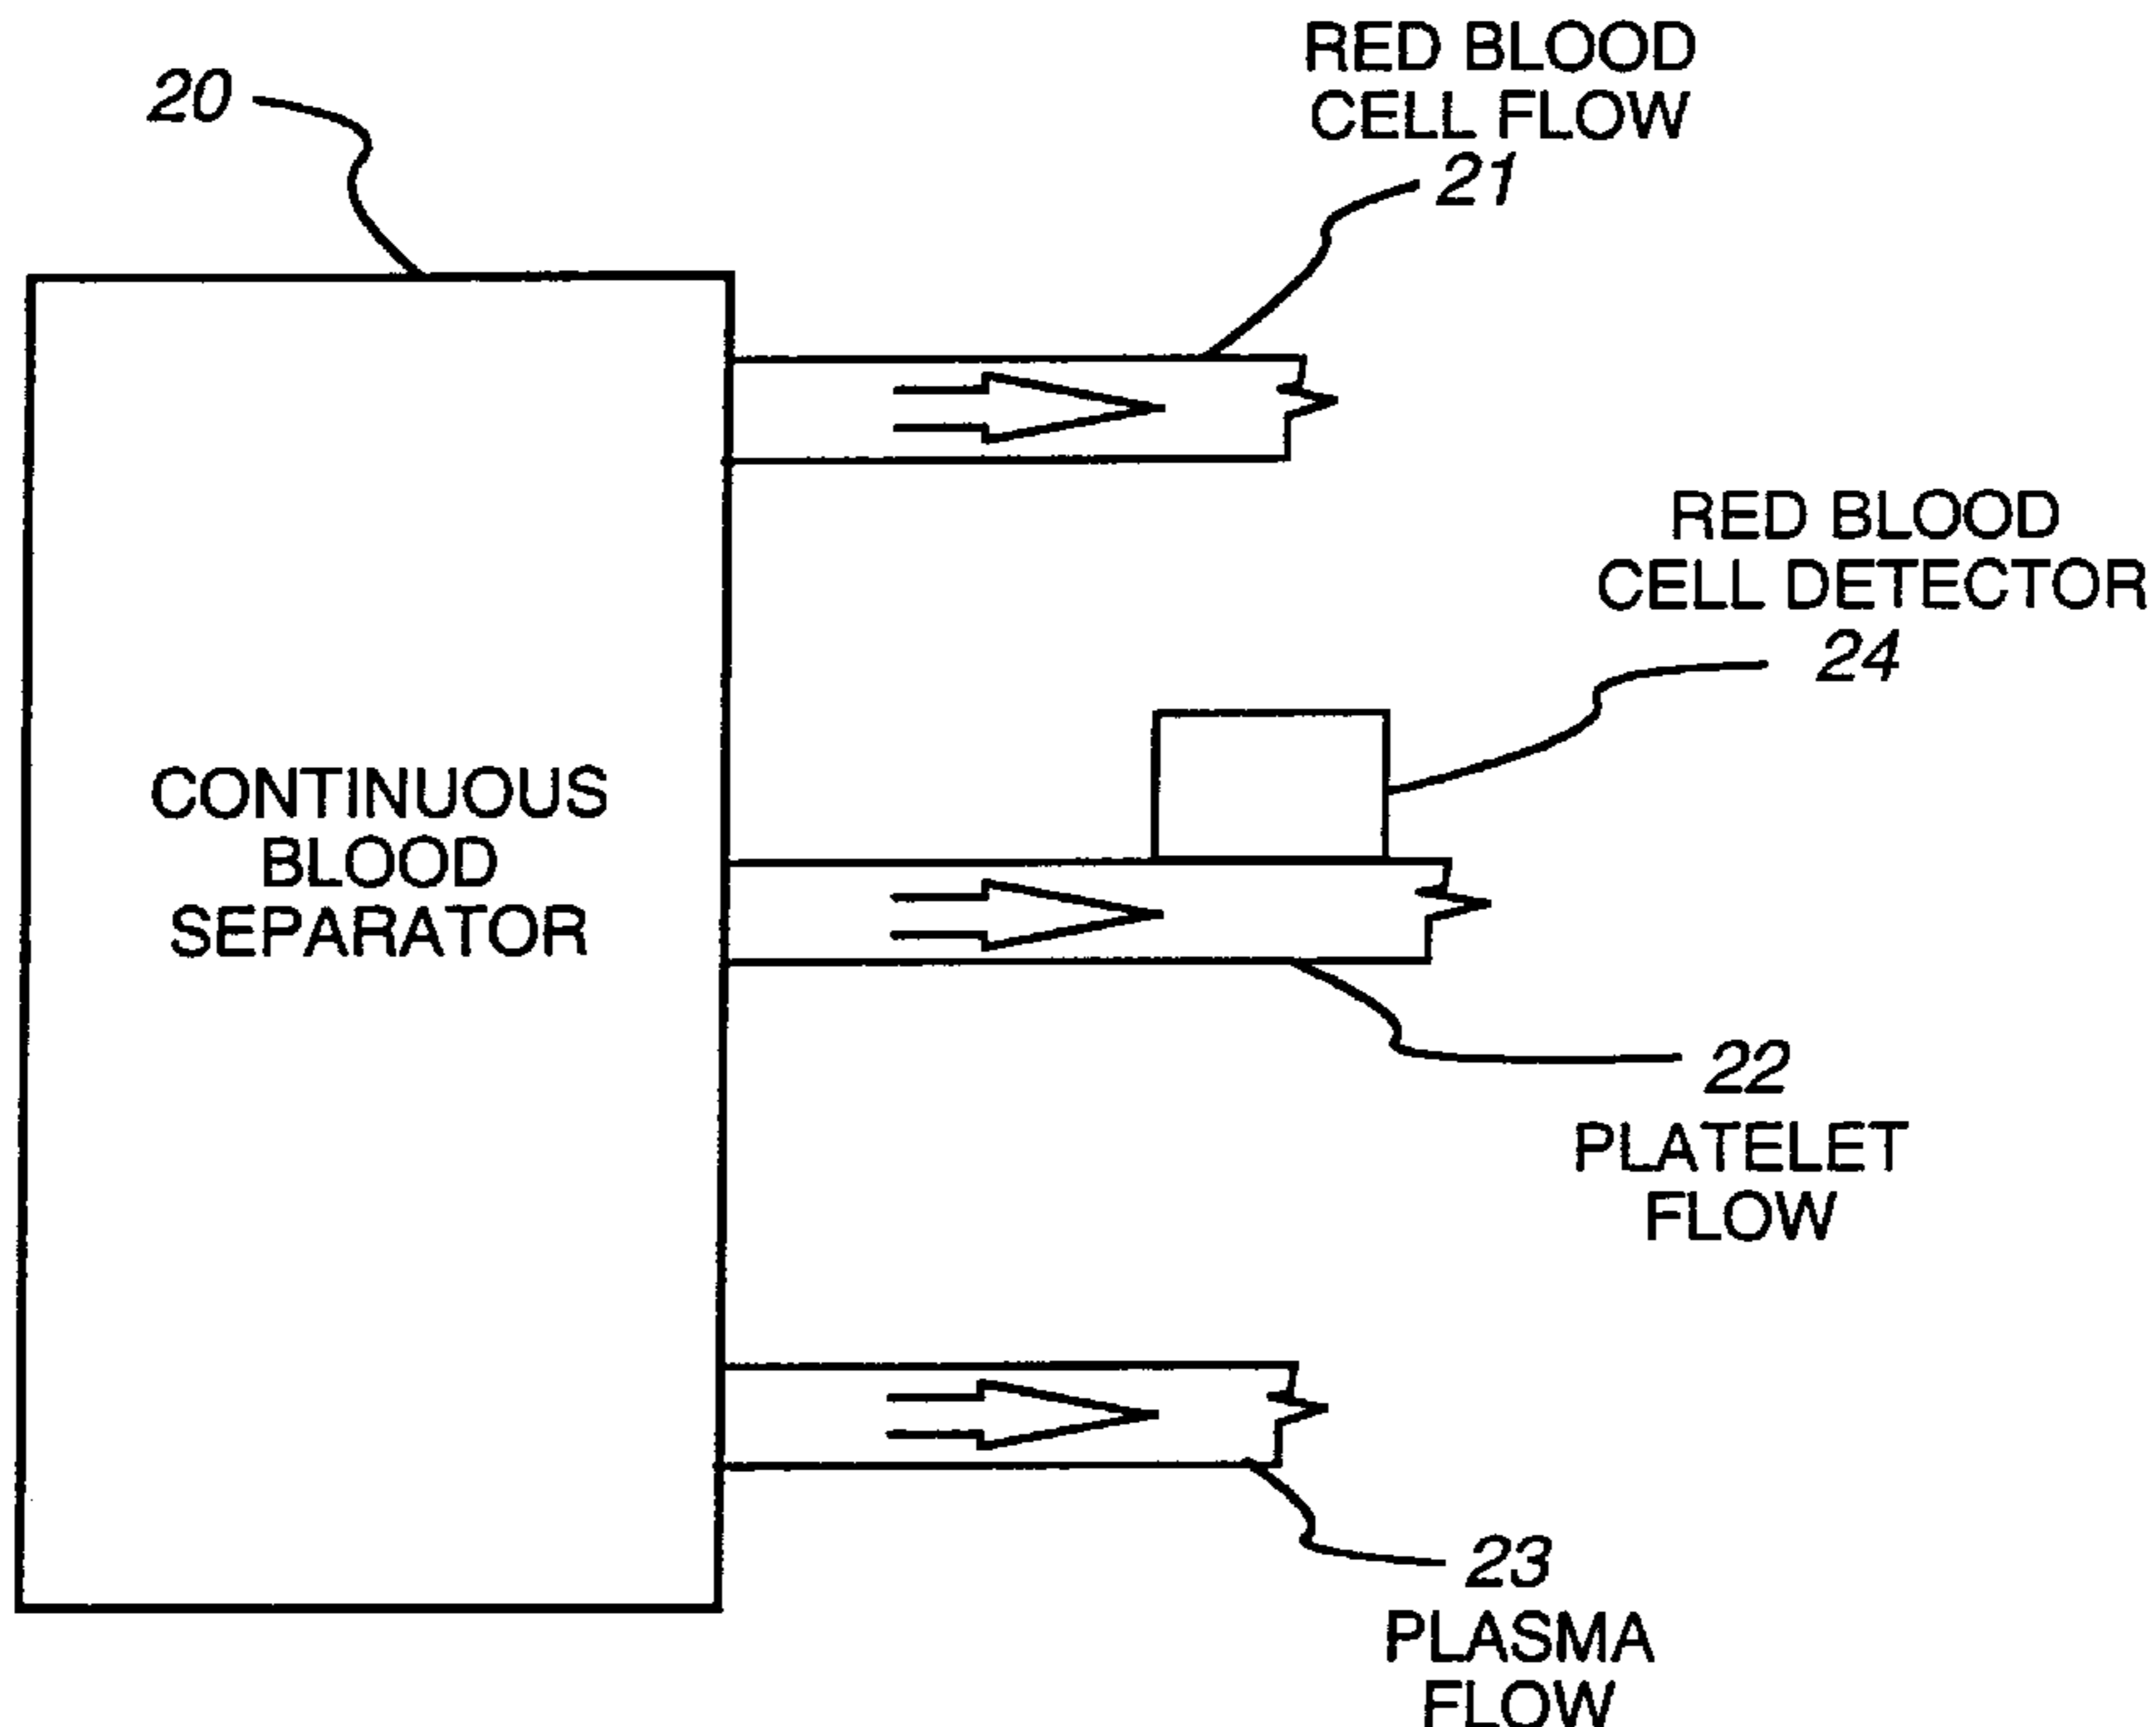 20
RED BLOOD
CELL FLOW
21
RED BLOOD
CELL DETECTOR
24
CONTINUOUS
BLOOD
SEPARATOR
22
PLATELET
FLOW
23
PLASMA
FLOW